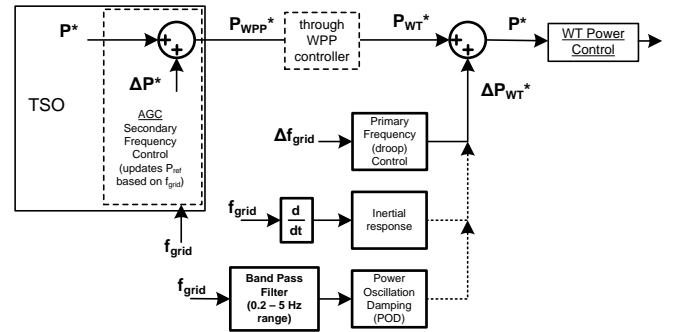 P*
P_WPP*
through
WPP
controller
P_WT*
P*
WT Power
Control
ΔP*
ΔP_WT*
TSO
AGC
Secondary
Frequency
Control
(updates P_ref
based on f_grid)
Δf_grid
Primary
Frequency
(droop)
Control
f_grid
f_grid
d
dt
Inertial
response
f_grid
Band Pass
Filter
(0.2 – 5 Hz
range)
Power
Oscillation
Damping
(POD)